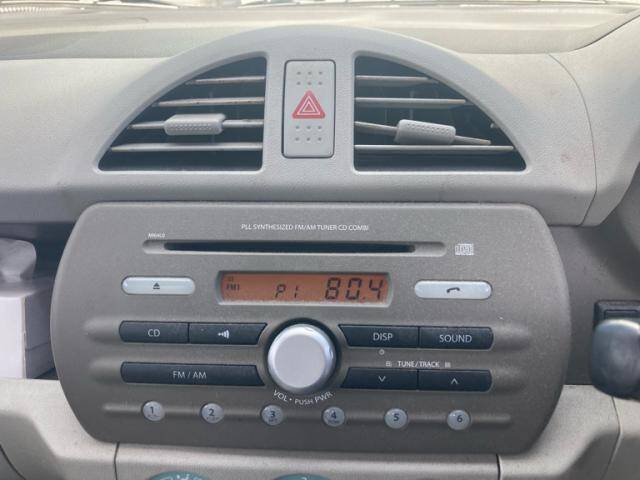 PLL SYNTHESIZED FM/AM TUNER CD COMBI
FM1 P1 80.4
CD
DISP
SOUND
FM / AM
TUNE/TRACK
VOL • PUSH PWR
1 2 3 4 5 6